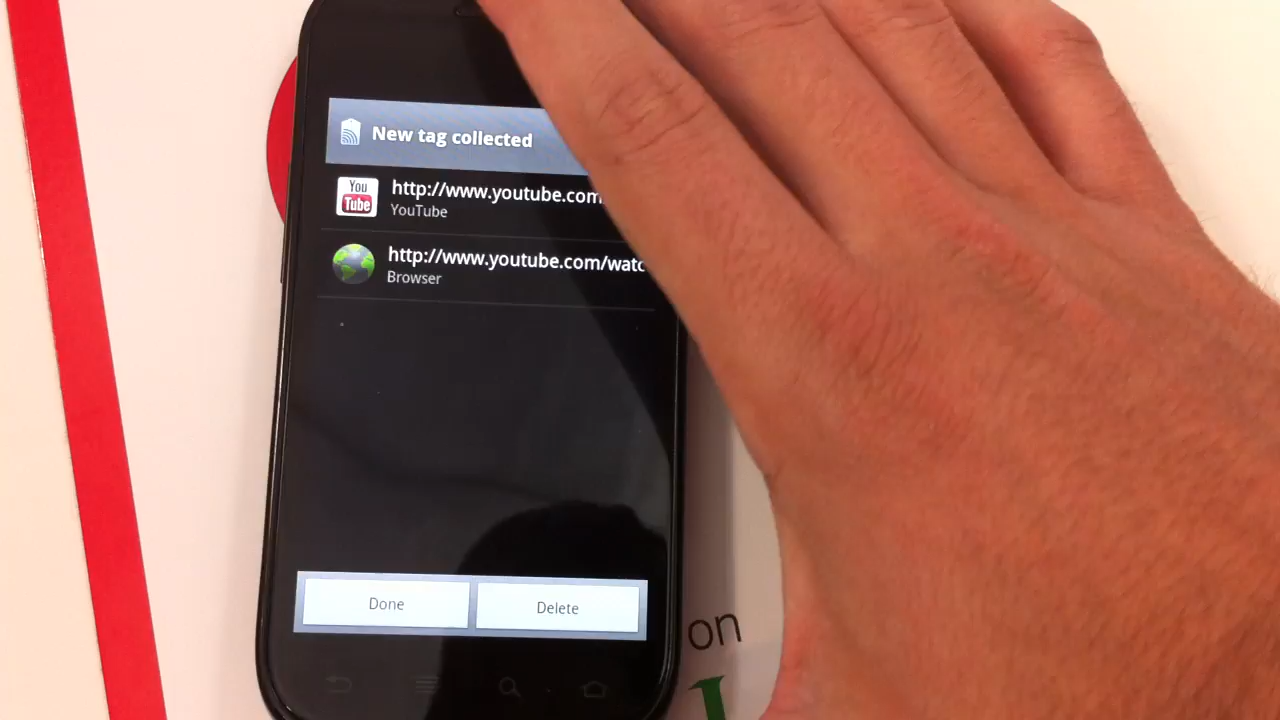 New tag collected
You
Tube
http://www.youtube.com
YouTube
http://www.youtube.com/watc
Browser
Done
Delete
on